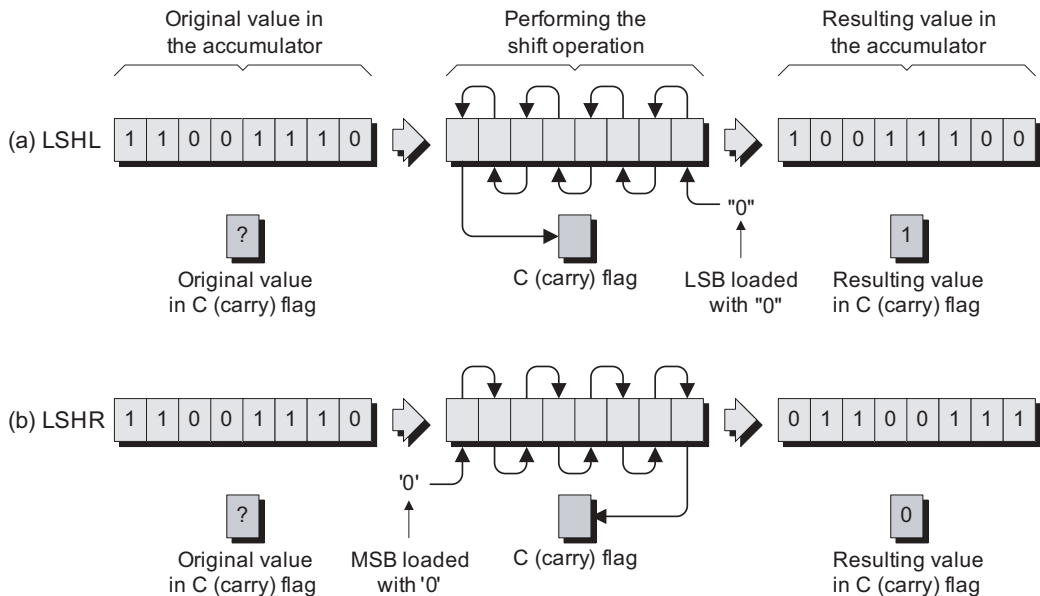 Original value in
the accumulator
Performing the
shift operation
Resulting value in
the accumulator
(a) LSHL
1 1 0 0 1 1 1 0
1 0 0 1 1 1 0 0
"0"
?
1
Original value
in C (carry) flag
C (carry) flag
LSB loaded
with "0"
Resulting value
in C (carry) flag
(b) LSHR
1 1 0 0 1 1 1 0
0 1 1 0 0 1 1 1
'0'
?
0
Original value
in C (carry) flag
MSB loaded
with '0'
C (carry) flag
Resulting value
in C (carry) flag